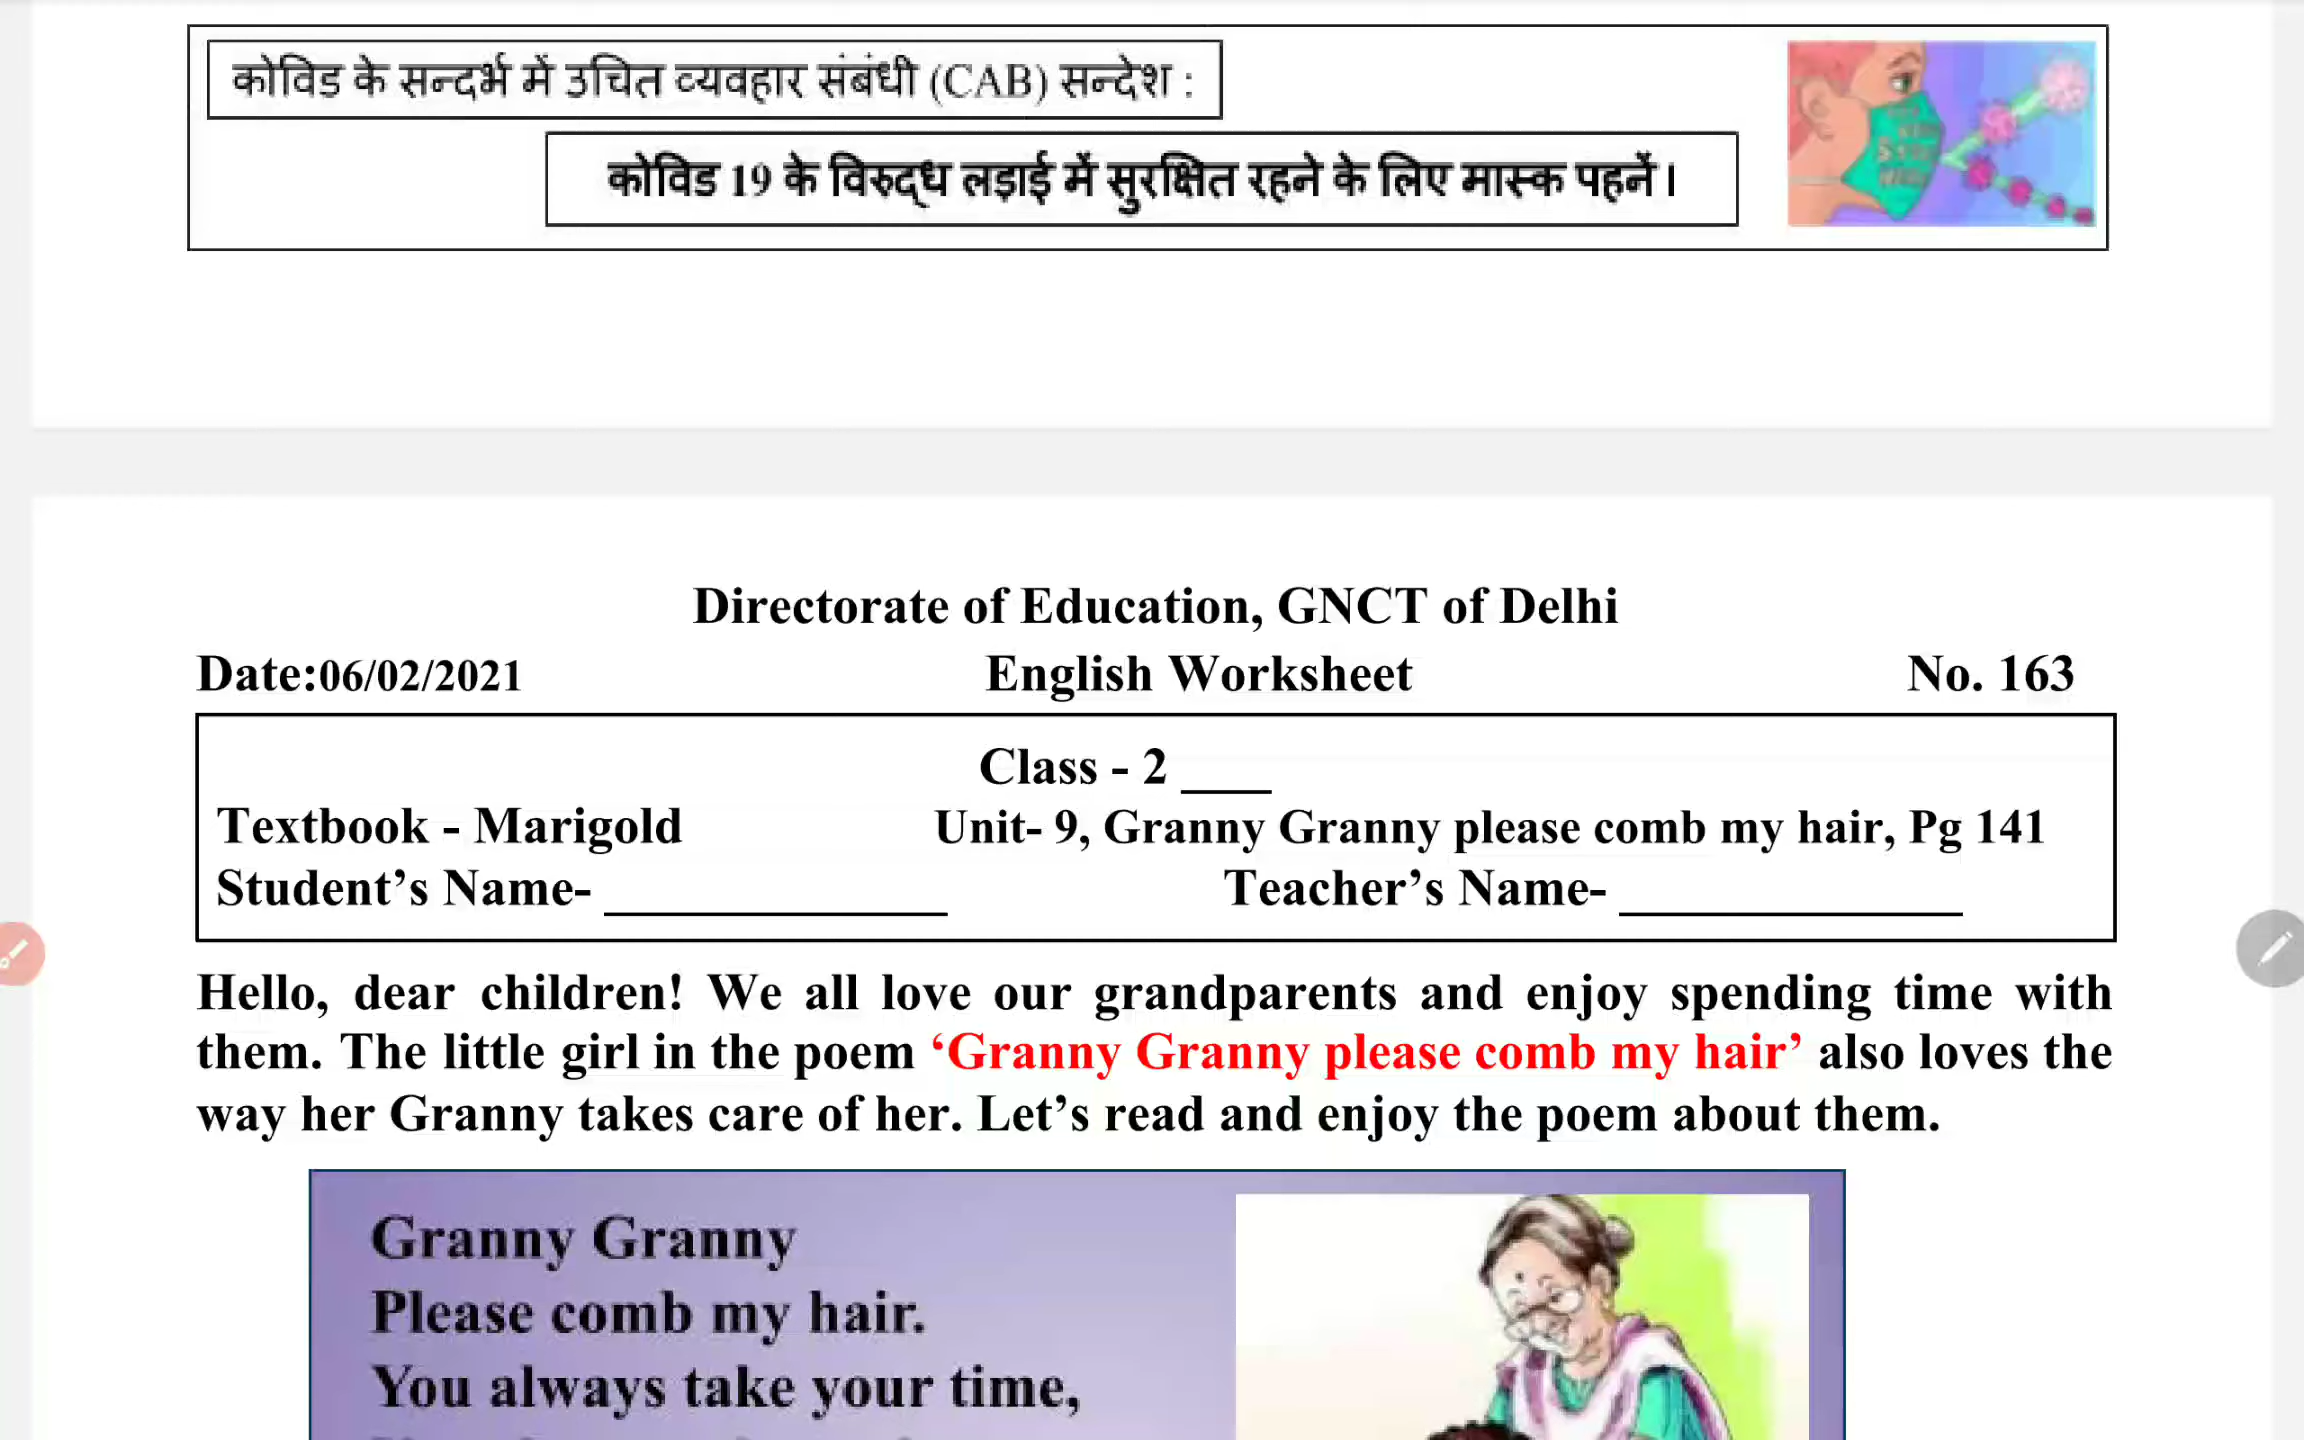 कोविड के सन्दर्भ में उचित व्यवहार संबंधी (CAB) सन्देश :
कोविड 19 के विरुद्ध लड़ाई में सुरक्षित रहने के लिए मास्क पहनें।
Directorate of Education, GNCT of Delhi
Date:06/02/2021 English Worksheet No. 163
Class - 2 ____
Textbook - Marigold Unit- 9, Granny Granny please comb my hair, Pg 141
Student’s Name- ______________ Teacher’s Name- ______________
Hello, dear children! We all love our grandparents and enjoy spending time with
them. The little girl in the poem ‘Granny Granny please comb my hair’ also loves the
way her Granny takes care of her. Let’s read and enjoy the poem about them.
Granny Granny
Please comb my hair.
You always take your time,